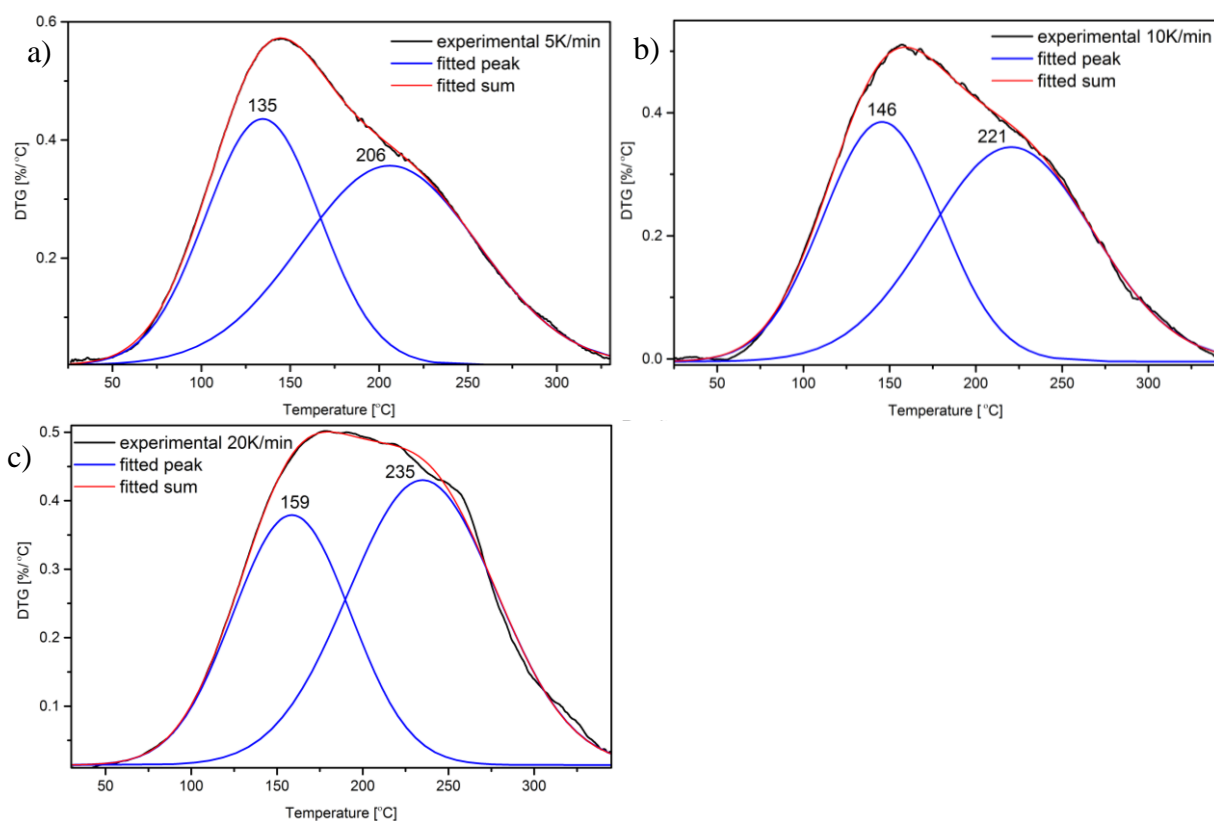 a)
0.6
0.4
0.2
DTG [%/°C]
experimental 5K/min
fitted peak
fitted sum
135
206
50
100
150
200
250
300
Temperature [°C]
b)
0.4
0.2
0.0
DTG [%/°C]
experimental 10K/min
fitted peak
fitted sum
146
221
50
100
150
200
250
300
Temperature [°C]
c)
0.5
0.4
0.3
0.2
0.1
DTG [%/°C]
experimental 20K/min
fitted peak
fitted sum
159
235
50
100
150
200
250
300
Temperature [°C]